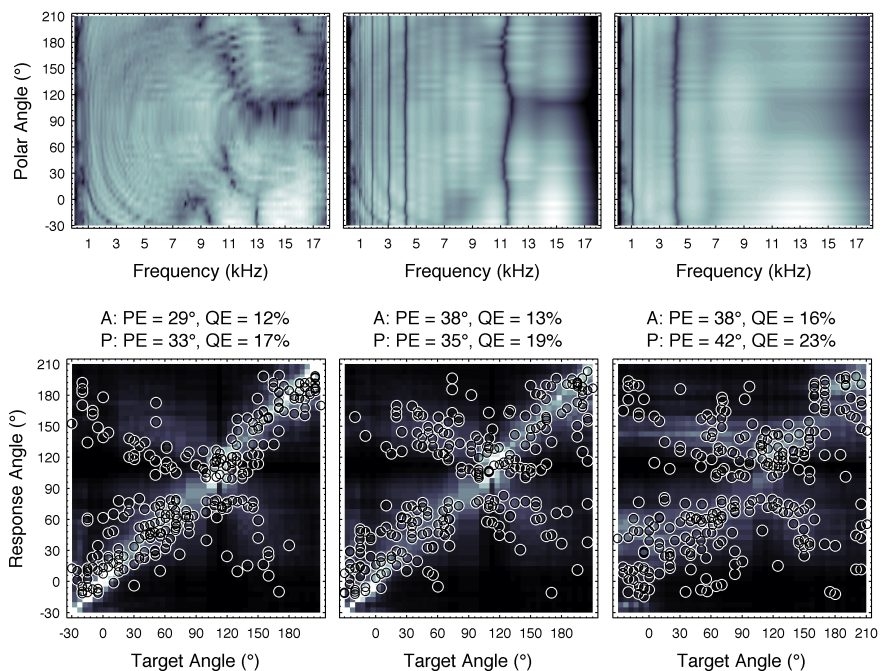 210
180
150
120
90
60
30
0
-30
Polar Angle (°)
1 3 5 7 9 11 13 15 17
1 3 5 7 9 11 13 15 17
1 3 5 7 9 11 13 15 17
Frequency (kHz)
Frequency (kHz)
Frequency (kHz)
A: PE = 29°, QE = 12%
P: PE = 33°, QE = 17%
A: PE = 38°, QE = 13%
P: PE = 35°, QE = 19%
A: PE = 38°, QE = 16%
P: PE = 42°, QE = 23%
210
180
150
120
90
60
30
0
-30
Response Angle (°)
-30 0 30 60 90 120 150 180
0 30 60 90 120 150 180
0 30 60 90 120 150 180 210
Target Angle (°)
Target Angle (°)
Target Angle (°)